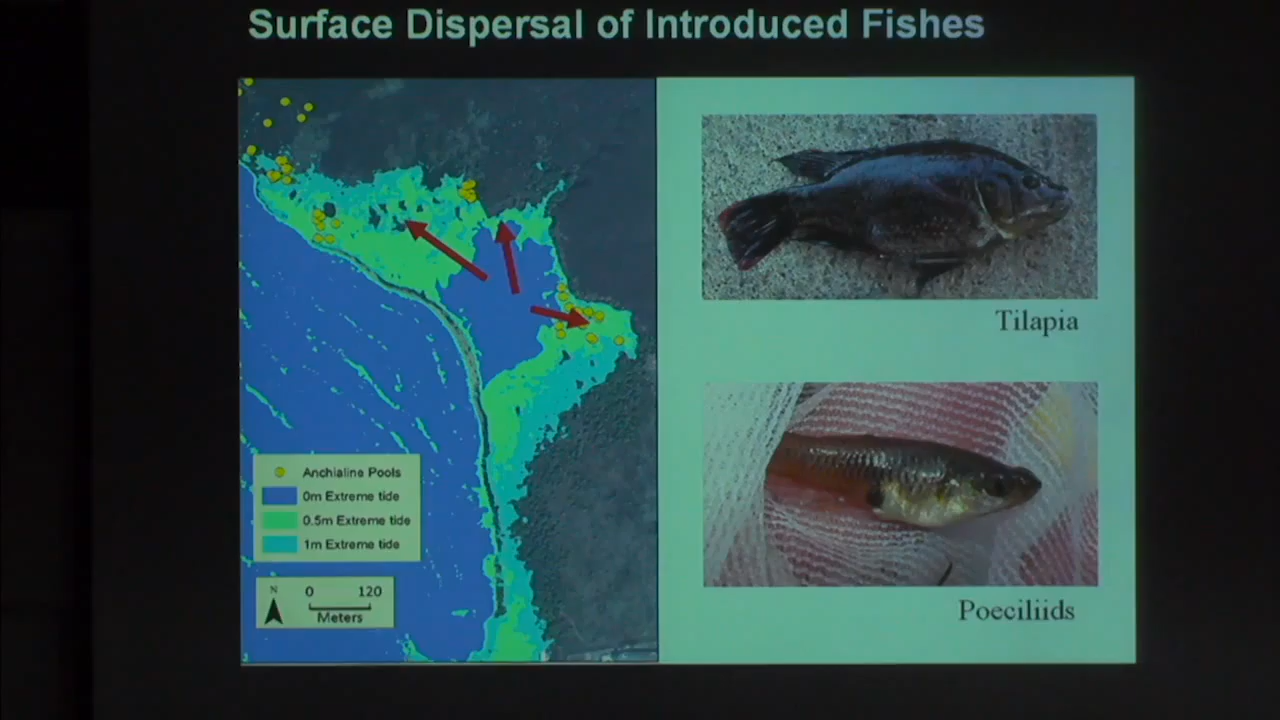 Surface Dispersal of Introduced Fishes
Anchialine Pools
0m Extreme tide
0.5m Extreme tide
1m Extreme tide
N
0 120
Meters
Tilapia
Poeciliids